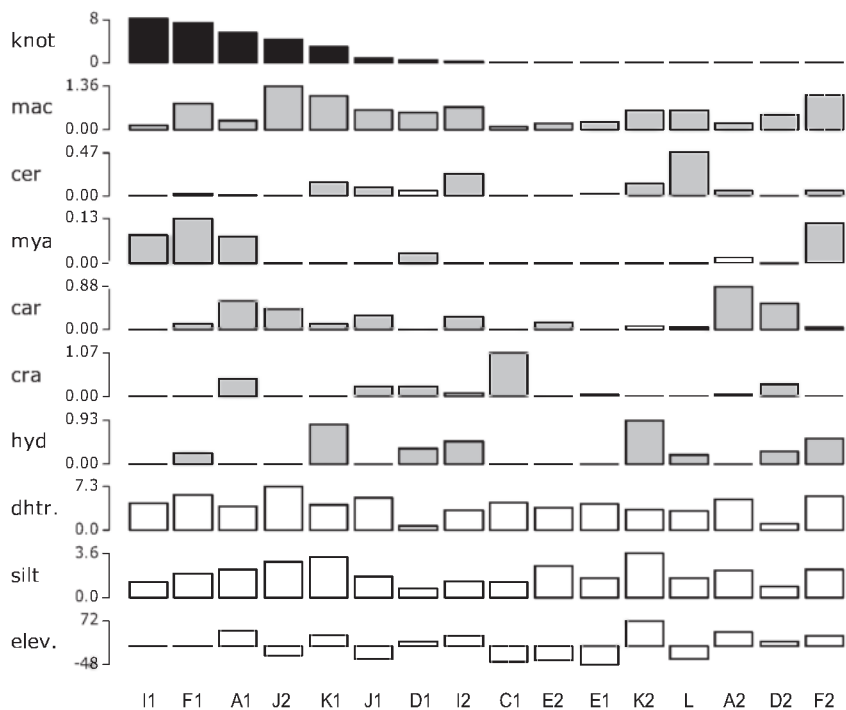 8
knot
0
1.36
mac
0.00
0.47
cer
0.00
0.13
mya
0.00
0.88
car
0.00
1.07
cra
0.00
0.93
hyd
0.00
7.3
dhtr.
0.0
3.6
silt
0.0
72
elev.
-48
I1 F1 A1 J2 K1 J1 D1 I2 C1 E2 E1 K2 L A2 D2 F2